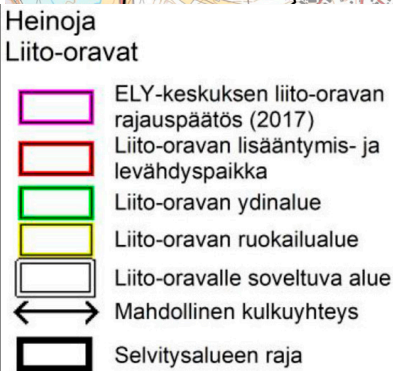 Heinoja
Liito-oravat
ELY-keskuksen liito-oravan
rajauspäätös (2017)
Liito-oravan lisääntymis- ja
levähdyspaikka
Liito-oravan ydinalue
Liito-oravan ruokailualue
Liito-oravalle soveltuva alue
Mahdollinen kulkuyhteys
Selvitysalueen raja